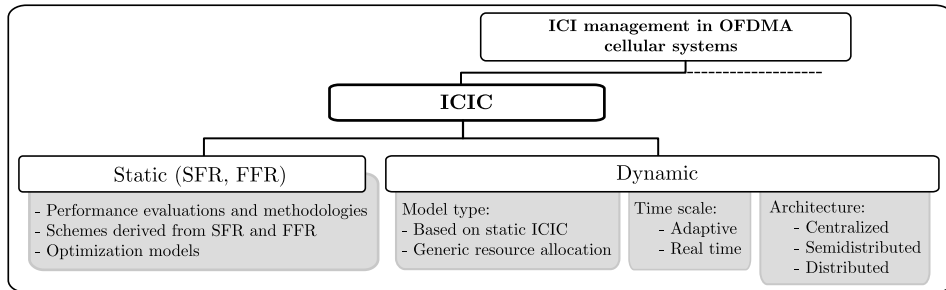 ICI management in OFDMA
cellular systems
ICIC
Static (SFR, FFR)
- Performance evaluations and methodologies
- Schemes derived from SFR and FFR
- Optimization models
Dynamic
Model type:
- Based on static ICIC
- Generic resource allocation
Time scale:
- Adaptive
- Real time
Architecture:
- Centralized
- Semidistributed
- Distributed